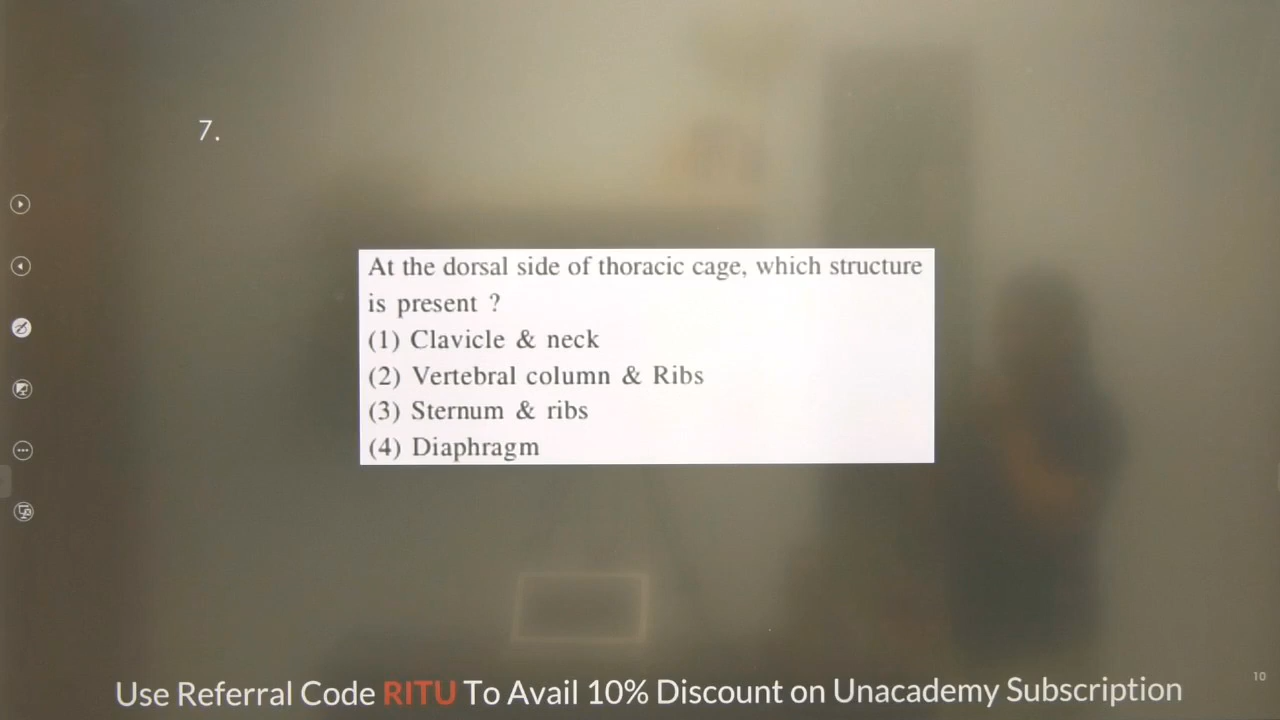 7.
At the dorsal side of thoracic cage, which structure
is present ?
(1) Clavicle & neck
(2) Vertebral column & Ribs
(3) Sternum & ribs
(4) Diaphragm
Use Referral Code RITU To Avail 10% Discount on Unacademy Subscription
10